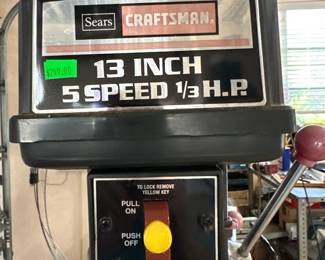 Sears CRAFTSMAN
13 INCH
5 SPEED 1/3 H.P.
TO LOCK REMOVE
YELLOW KEY
PULL
ON
PUSH
OFF